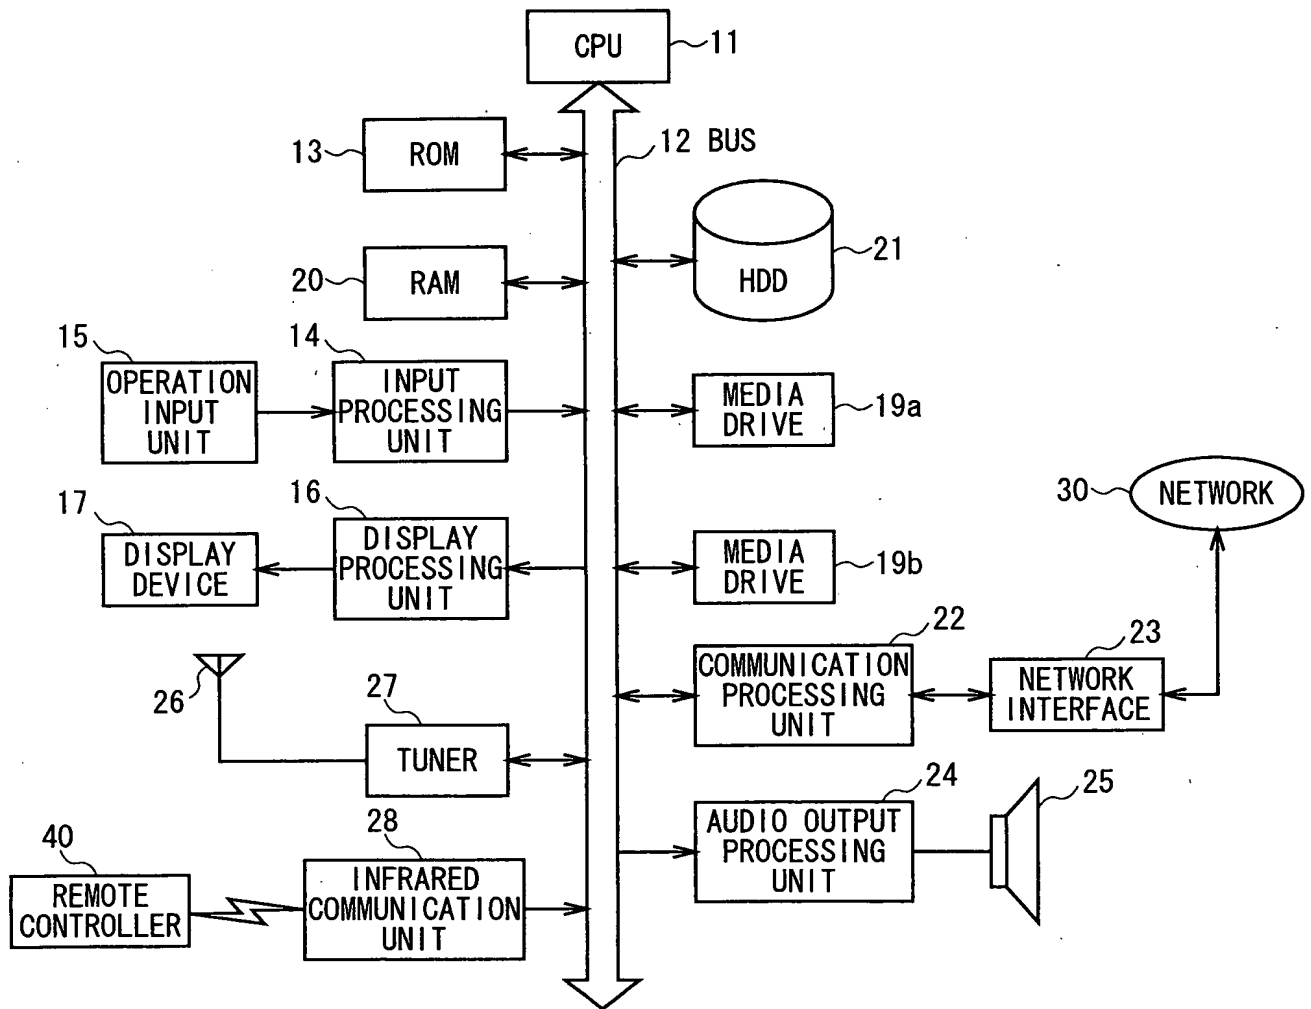 CPU
11
13
ROM
12 BUS
20
RAM
HDD
21
15
OPERATION
INPUT
UNIT
14
INPUT
PROCESSING
UNIT
MEDIA
DRIVE
19a
17
DISPLAY
DEVICE
16
DISPLAY
PROCESSING
UNIT
MEDIA
DRIVE
19b
30
NETWORK
26
27
TUNER
22
COMMUNICATION
PROCESSING
UNIT
23
NETWORK
INTERFACE
24
AUDIO OUTPUT
PROCESSING
UNIT
25
40
REMOTE
CONTROLLER
28
INFRARED
COMMUNICATION
UNIT